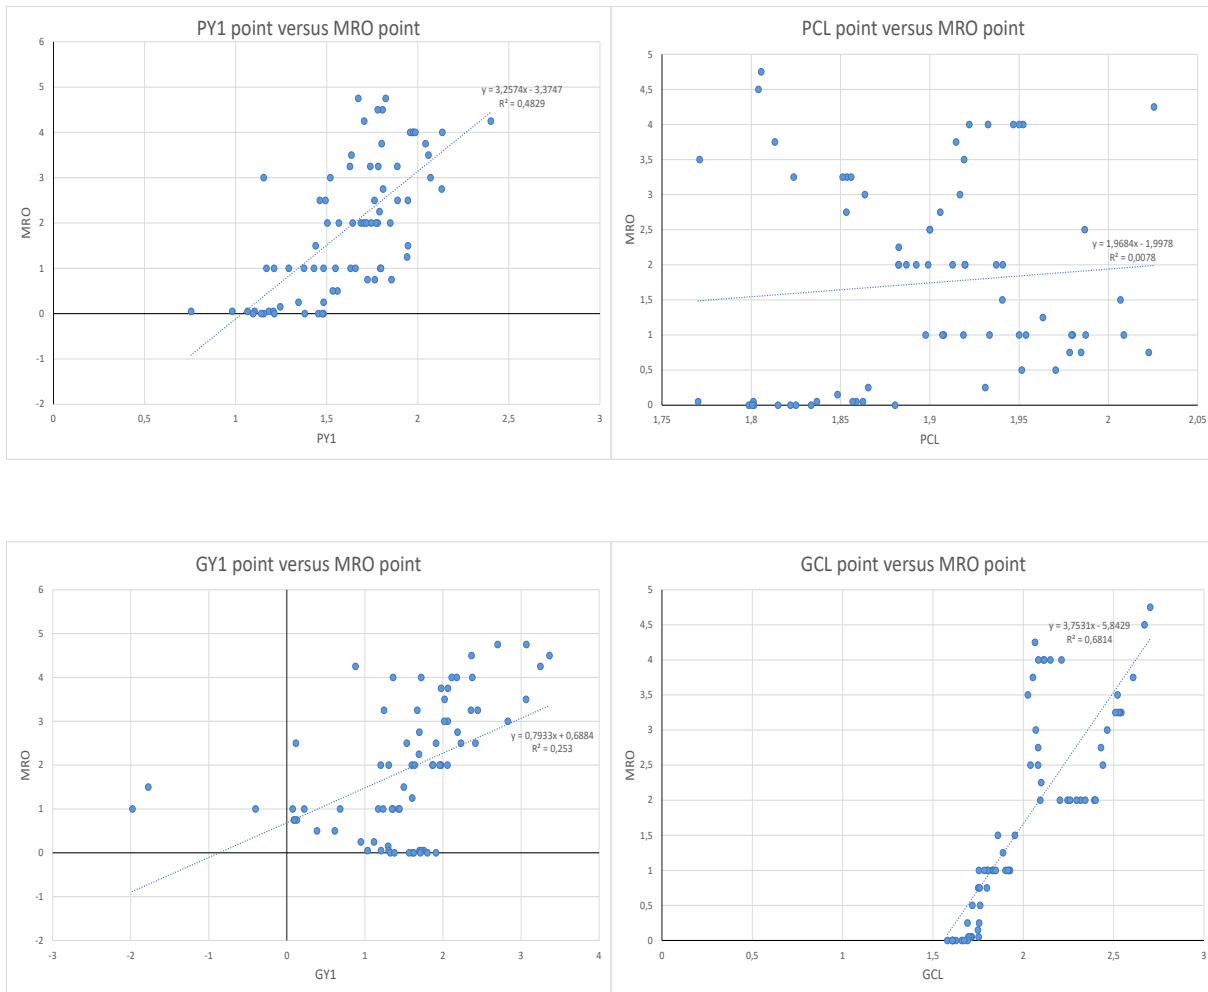 PY1 point versus MRO point
6
5
4
3
2
1
0
-1
-2
MRO
y = 3,2574x - 3,3747
R² = 0,4829
0 0,5 1 1,5 2 2,5 3
PY1
PCL point versus MRO point
5
4,5
4
3,5
3
2,5
2
1,5
1
0,5
0
MRO
y = 1,9684x - 1,9978
R² = 0,0078
1,75 1,8 1,85 1,9 1,95 2 2,05
PCL
GY1 point versus MRO point
6
5
4
3
2
1
0
-1
-2
MRO
y = 0,7933x + 0,6884
R² = 0,253
-3 -2 -1 0 1 2 3 4
GY1
GCL point versus MRO point
5
4,5
4
3,5
3
2,5
2
1,5
1
0,5
0
MRO
y = 3,7531x - 5,8429
R² = 0,6814
0 0,5 1 1,5 2 2,5 3
GCL